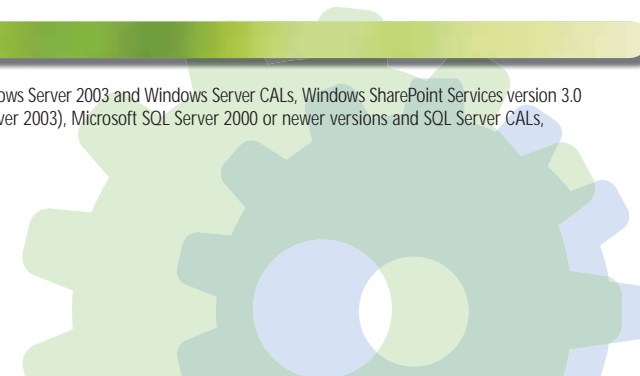 ows Server 2003 and Windows Server CALs, Windows SharePoint Services version 3.0
ver 2003), Microsoft SQL Server 2000 or newer versions and SQL Server CALs,